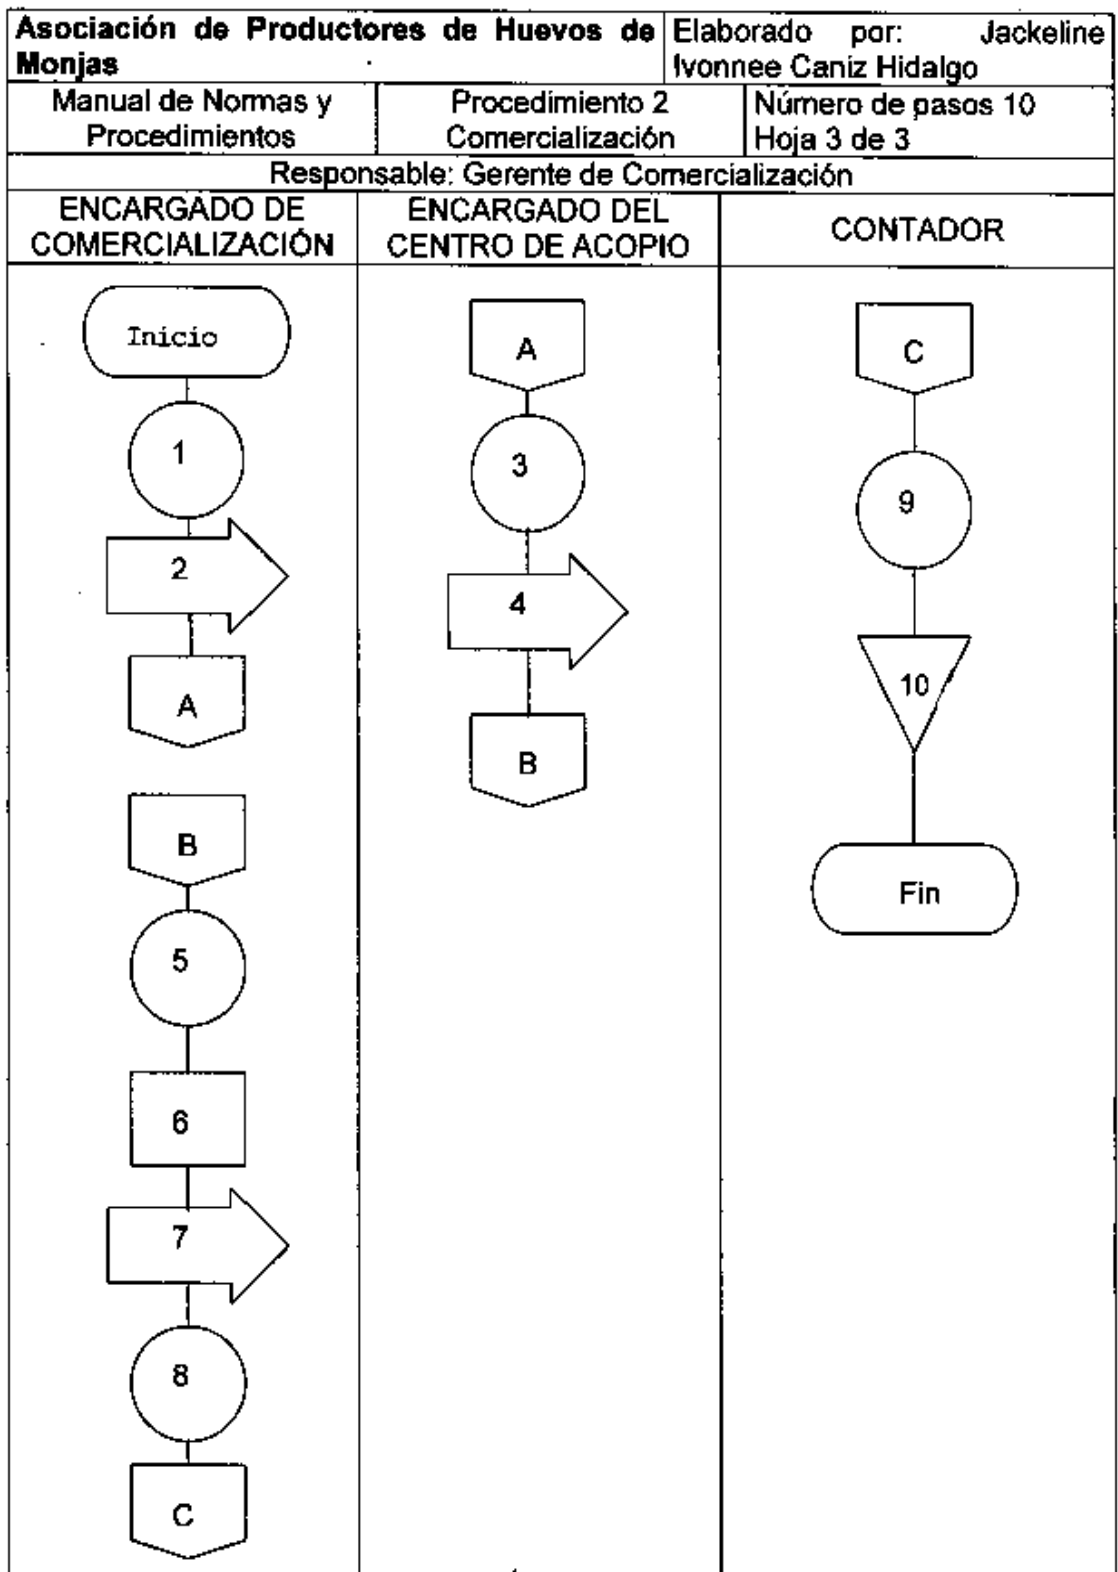 Asociación de Productores de Huevos de
Monjas
Elaborado por: Jackeline
Ivonnee Caniz Hidalgo
Manual de Normas y
Procedimientos
Procedimiento 2
Comercialización
Número de pasos 10
Hoja 3 de 3
Responsable: Gerente de Comercialización
ENCARGADO DE
COMERCIALIZACIÓN
ENCARGADO DEL
CENTRO DE ACOPIO
CONTADOR
Inicio
1
2
A
B
5
6
7
8
C
A
3
4
B
C
9
10
Fin